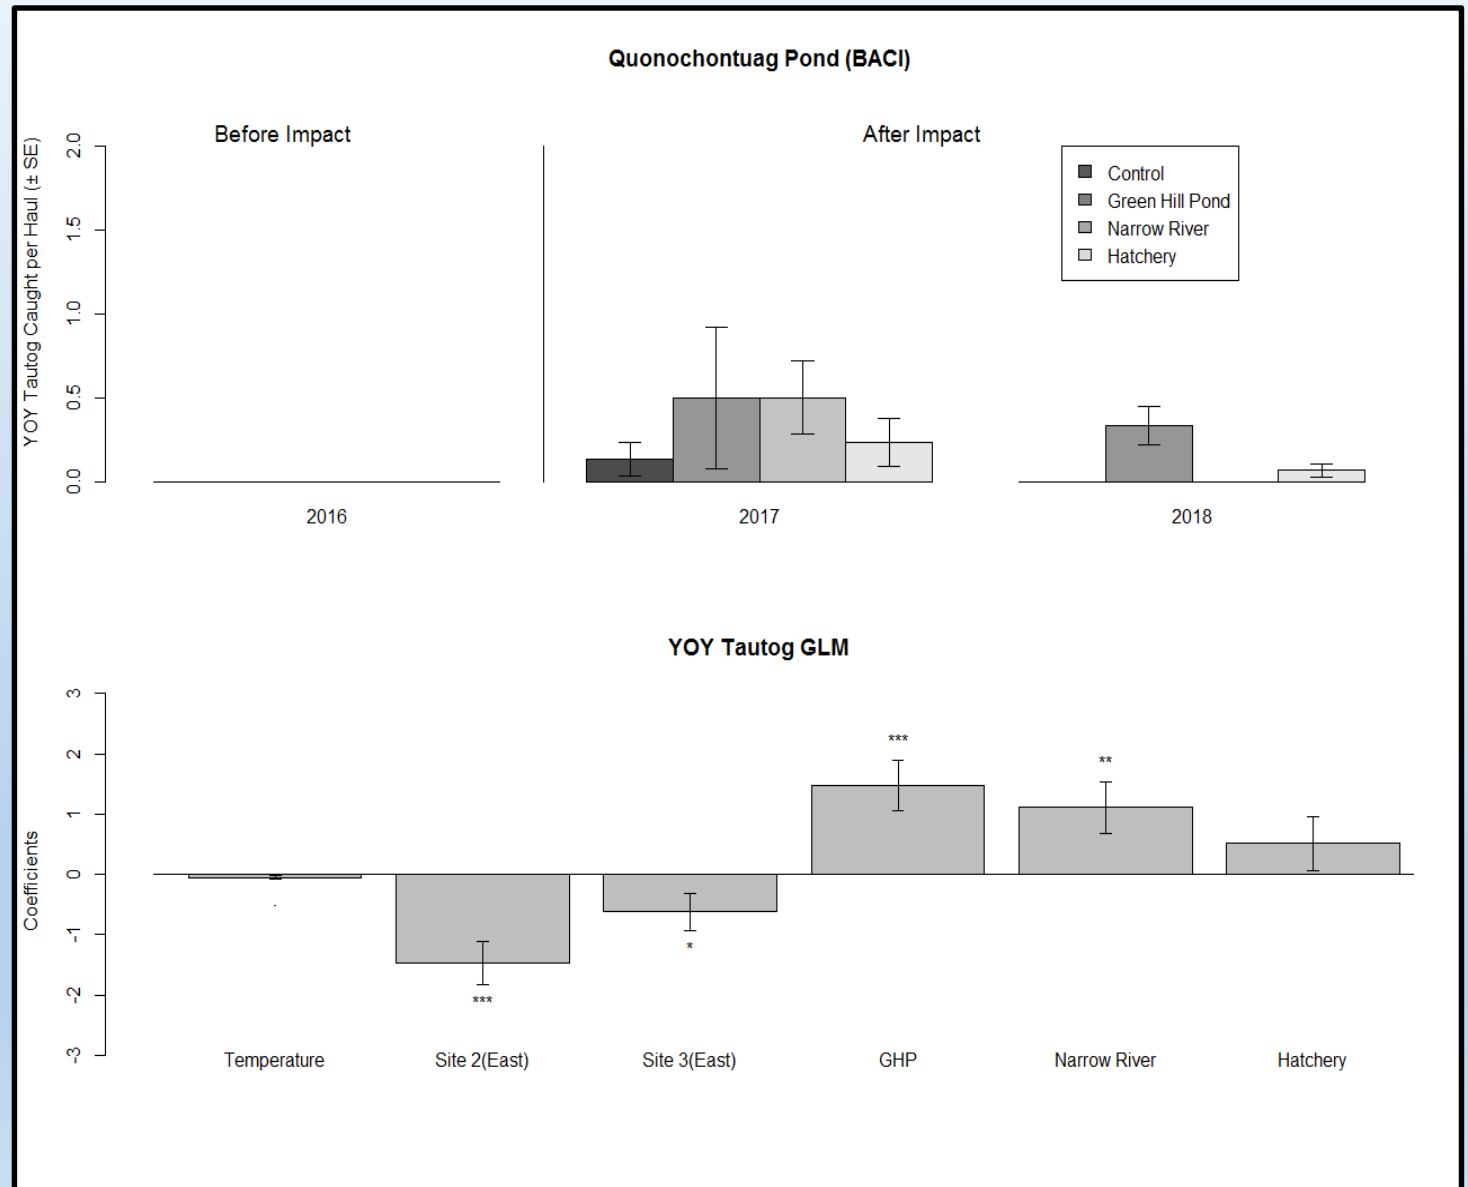 Quonochontuag Pond (BACI)
Before Impact
After Impact
YOY Tautog Caught per Haul (± SE)
2.0
1.5
1.0
0.5
0.0
Control
Green Hill Pond
Narrow River
Hatchery
2016
2017
2018
YOY Tautog GLM
Coefficients
3
2
1
0
-1
-2
-3
.
***
*
***
**
Temperature
Site 2(East)
Site 3(East)
GHP
Narrow River
Hatchery